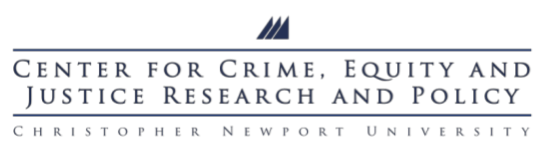 CENTER FOR CRIME, EQUITY AND
JUSTICE RESEARCH AND POLICY
CHRISTOPHER NEWPORT UNIVERSITY